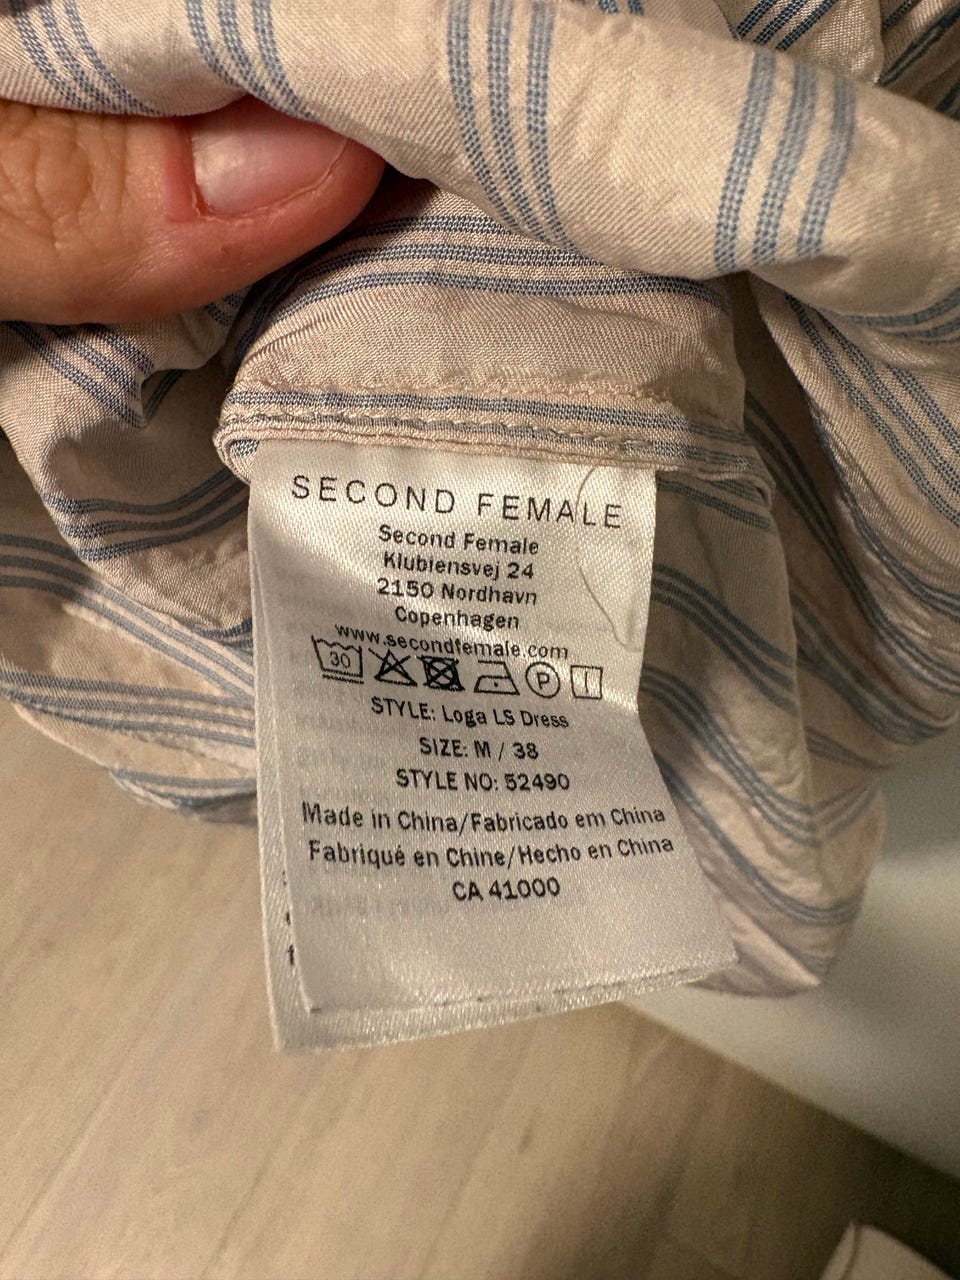 SECOND FEMALE
Second Female
Klubiensvej 24
2150 Nordhavn
Copenhagen
www.secondfemale.com
30 P
STYLE: Loga LS Dress
SIZE: M / 38
STYLE NO: 52490
Made in China/Fabricado em China
Fabriqué en Chine/Hecho en China
CA 41000